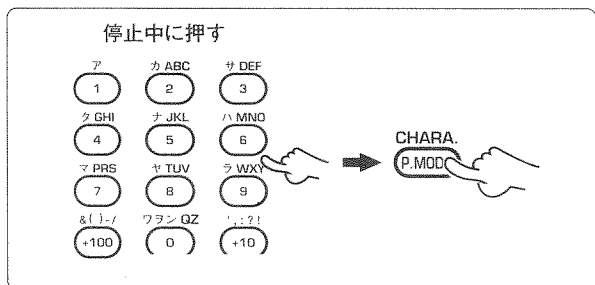 停止中に押す
ア カ ABC サ DEF
1 2 3
タ GHI ナ JKL ハ MNO
4 5 6
CHARA.
P.MOD
マ PRS ヤ TUV ラ WXY
7 8 9
&( )-/ ワヲン QZ ',:?!
+100 0 +10